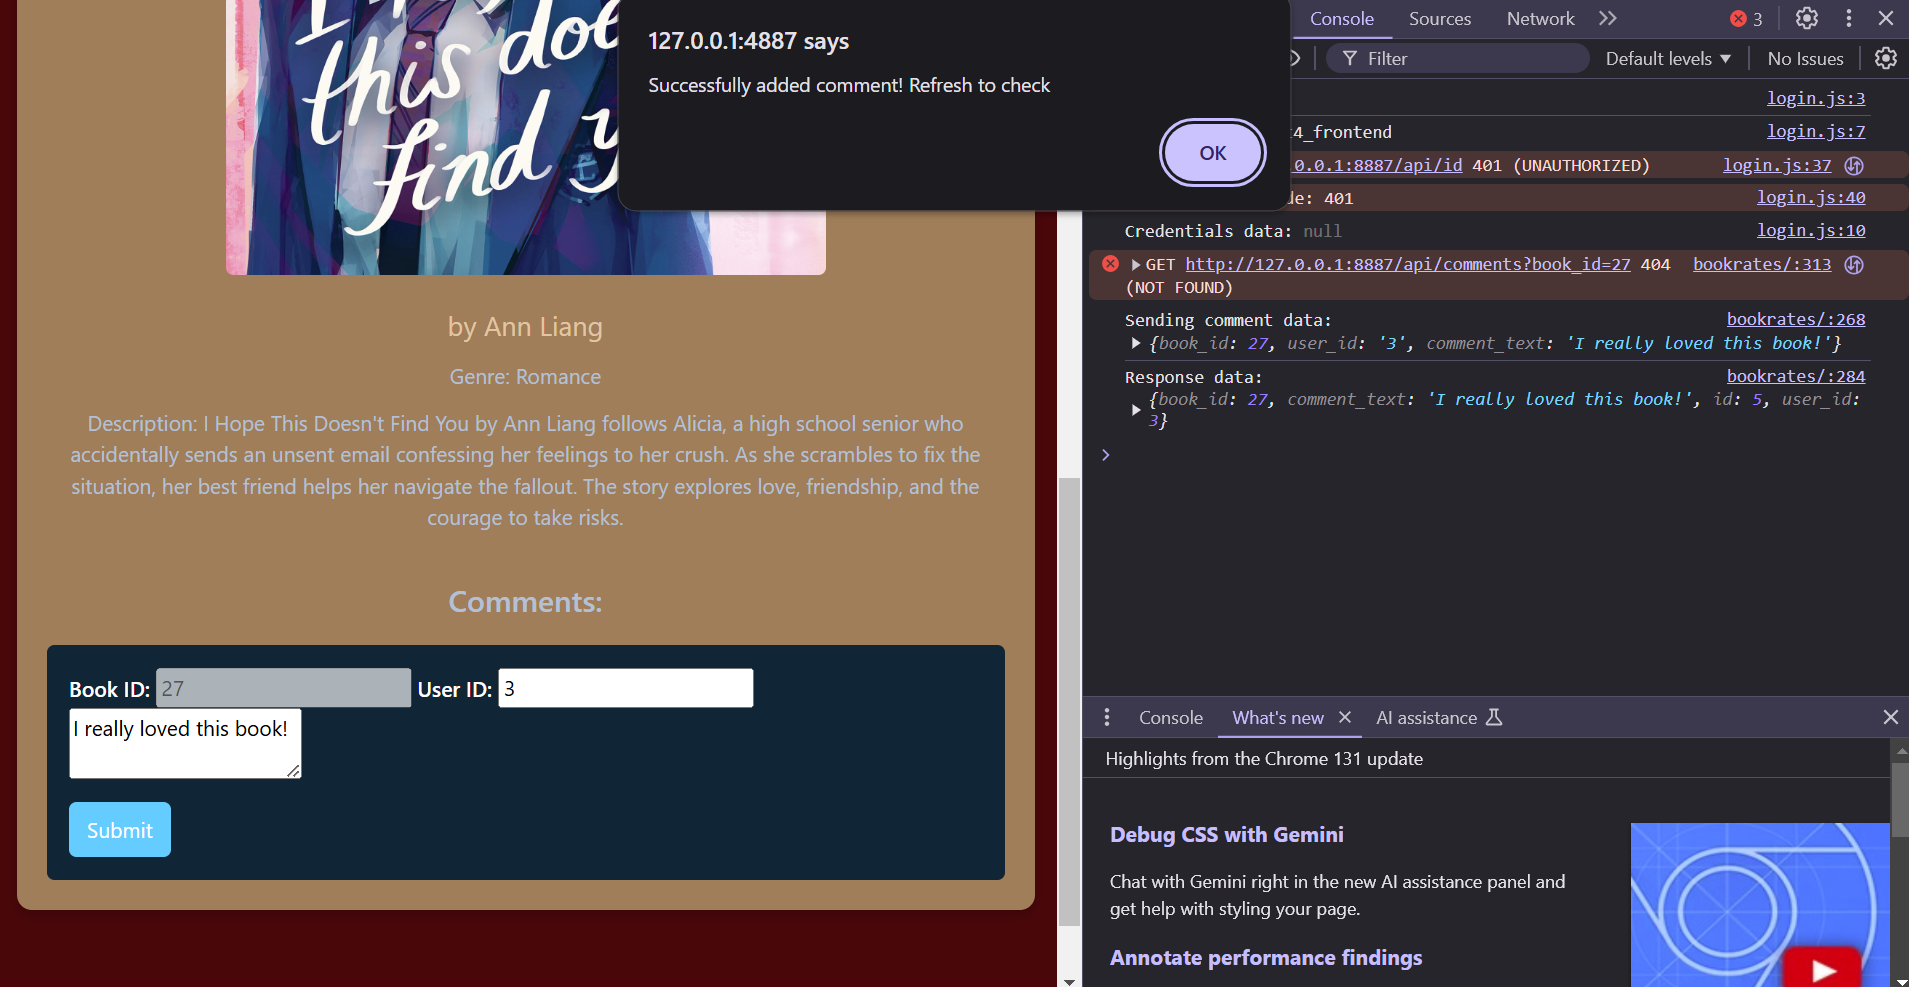 this doe
find y
by Ann Liang
Genre: Romance
Description: I Hope This Doesn't Find You by Ann Liang follows Alicia, a high school senior who
accidentally sends an unsent email confessing her feelings to her crush. As she scrambles to fix the
situation, her best friend helps her navigate the fallout. The story explores love, friendship, and the
courage to take risks.
Comments:
Book ID: 27 User ID: 3
I really loved this book!
Submit
127.0.0.1:4887 says
Successfully added comment! Refresh to check
OK
Console Sources Network 3
Filter Default levels ▼ No Issues
login.js:3
4_frontend login.js:7
.0.0.1:8887/api/id 401 (UNAUTHORIZED) login.js:37
de: 401 login.js:40
Credentials data: null login.js:10
GET http://127.0.0.1:8887/api/comments?book_id=27 404 bookrates/:313
(NOT FOUND)
Sending comment data: bookrates/:268
{book_id: 27, user_id: '3', comment_text: 'I really loved this book!'}
Response data: bookrates/:284
{book_id: 27, comment_text: 'I really loved this book!', id: 5, user_id:
3}
Console What's new AI assistance
Highlights from the Chrome 131 update
Debug CSS with Gemini
Chat with Gemini right in the new AI assistance panel and
get help with styling your page.
Annotate performance findings